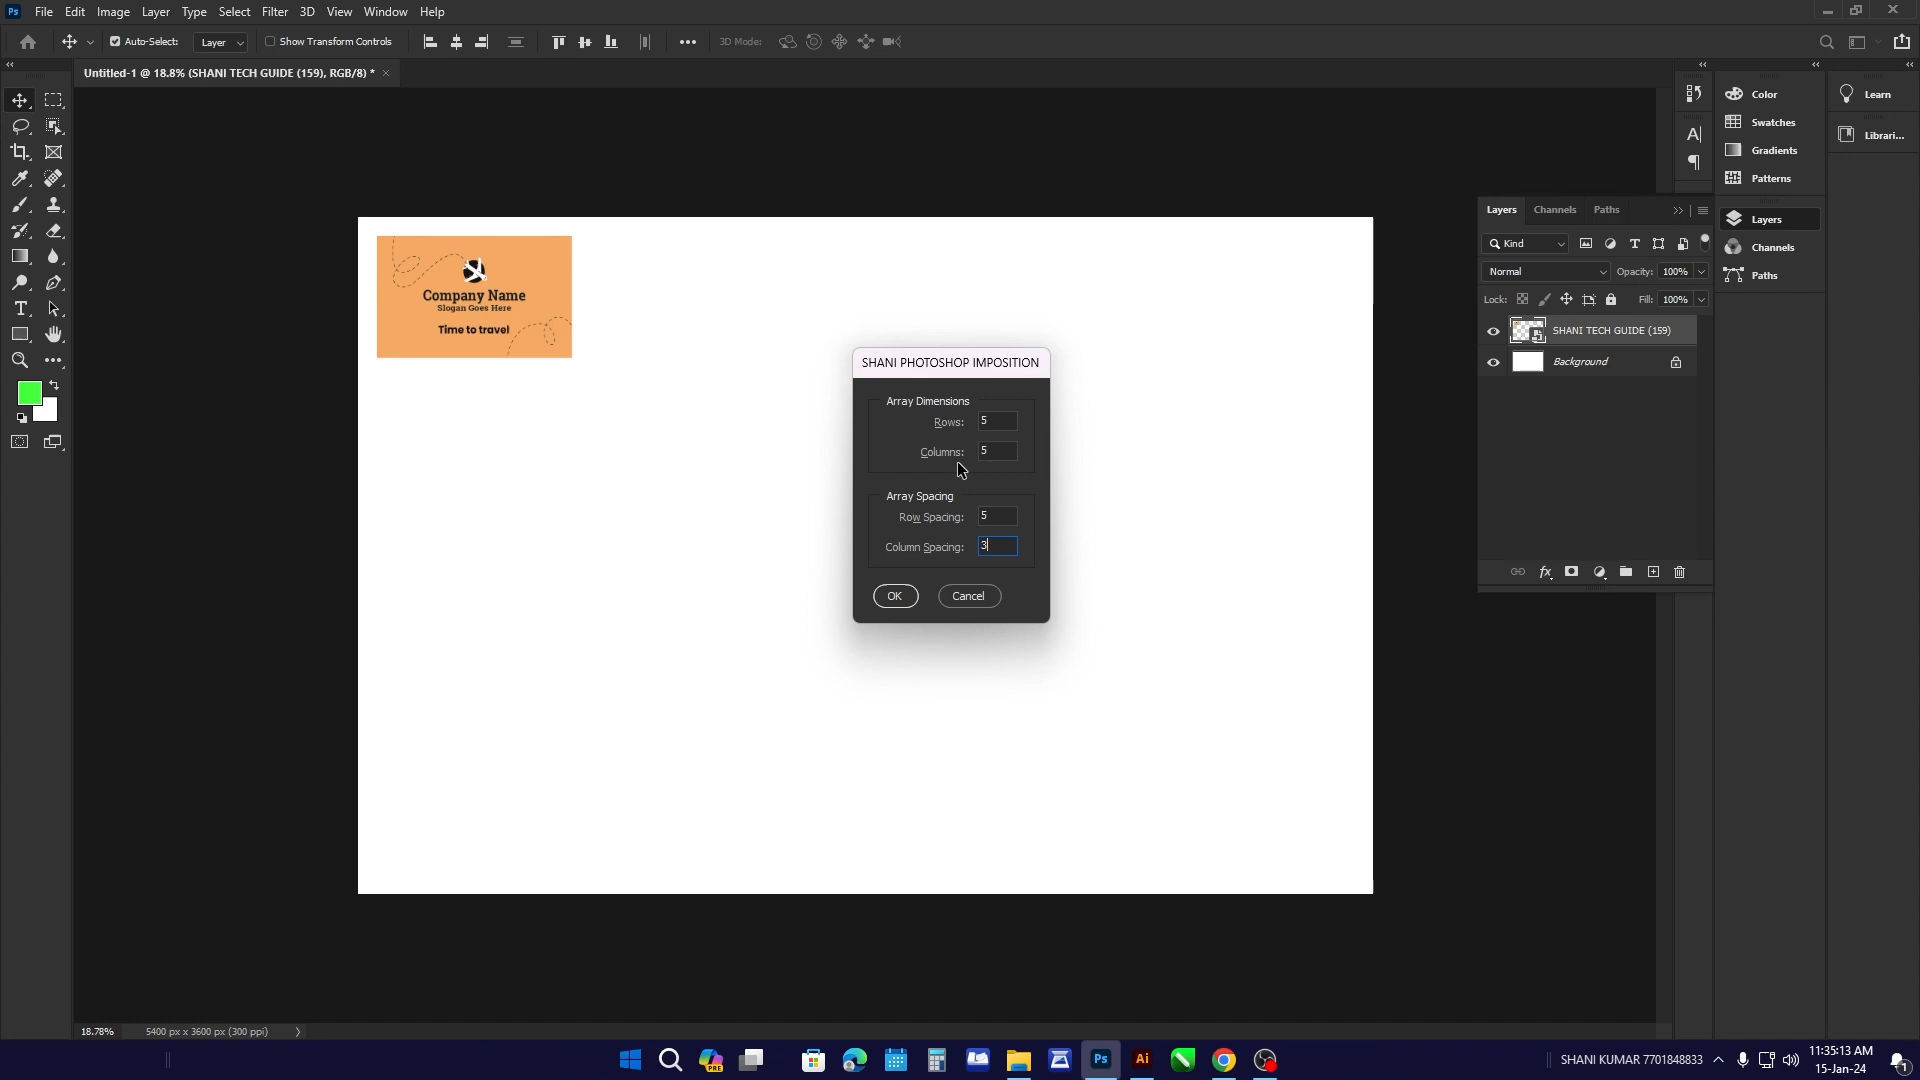 Ps File Edit Image Layer Type Select Filter 3D View Window Help
Auto-Select: Layer Show Transform Controls 3D Mode:
Untitled-1 @ 18.8% (SHANI TECH GUIDE (159), RGB/8) *
Company Name
Slogan Goes Here
Time to travel
SHANI PHOTOSHOP IMPOSITION
Array Dimensions
Rows: 5
Columns: 5
Array Spacing
Row Spacing: 5
Column Spacing: 3
OK Cancel
Layers Channels Paths
Kind
Normal Opacity: 100%
Lock: Fill: 100%
SHANI TECH GUIDE (159)
Background
Color
Swatches
Gradients
Patterns
Layers
Channels
Paths
Learn
Librari...
18.78% 5400 px x 3600 px (300 ppi)
PRE
Ps
Ai
SHANI KUMAR 7701848833
11:35:13 AM
15-Jan-24
1